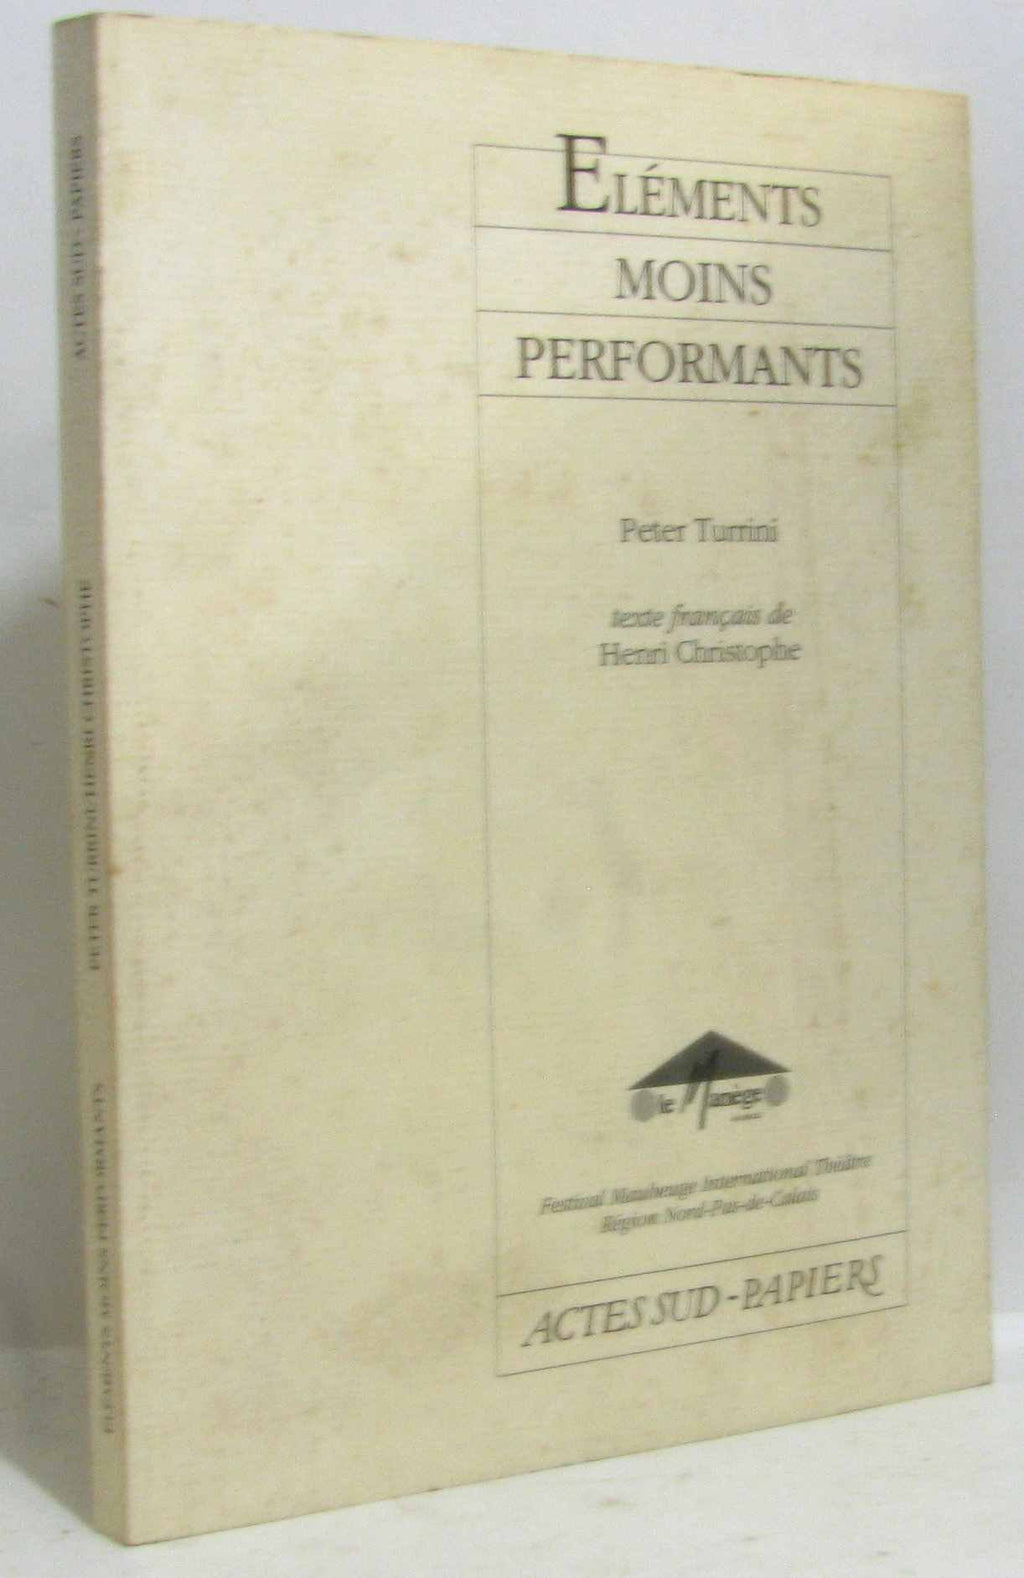 ELÉMENTS
MOINS
PERFORMANTS
Peter Turrini
texte français de
Henri Christophe
le Manège
Festival Maubeuge International Théâtre
Région Nord-Pas-de-Calais
ACTES SUD-PAPIERS
ACTES SUD - PAPIERS
PETER TURRINI/HENRI CHRISTOPHE
ELÉMENTS MOINS PERFORMANTS